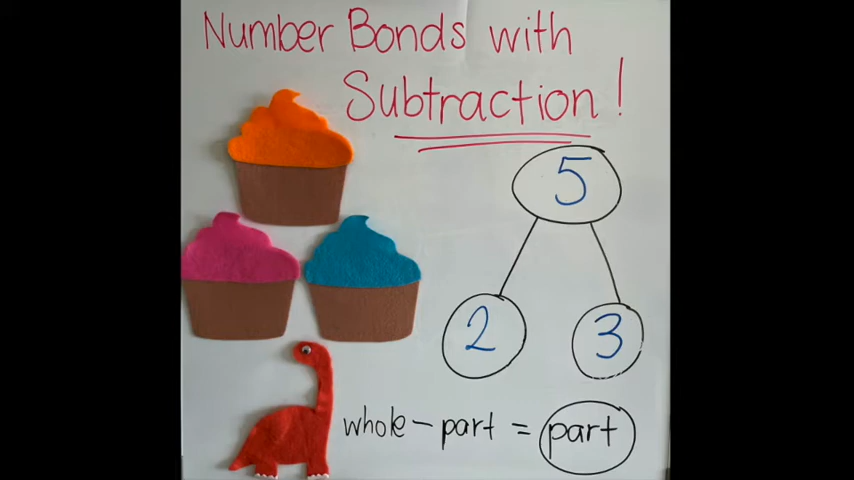 Number Bonds with
Subtraction!
5
2 3
whole - part = part